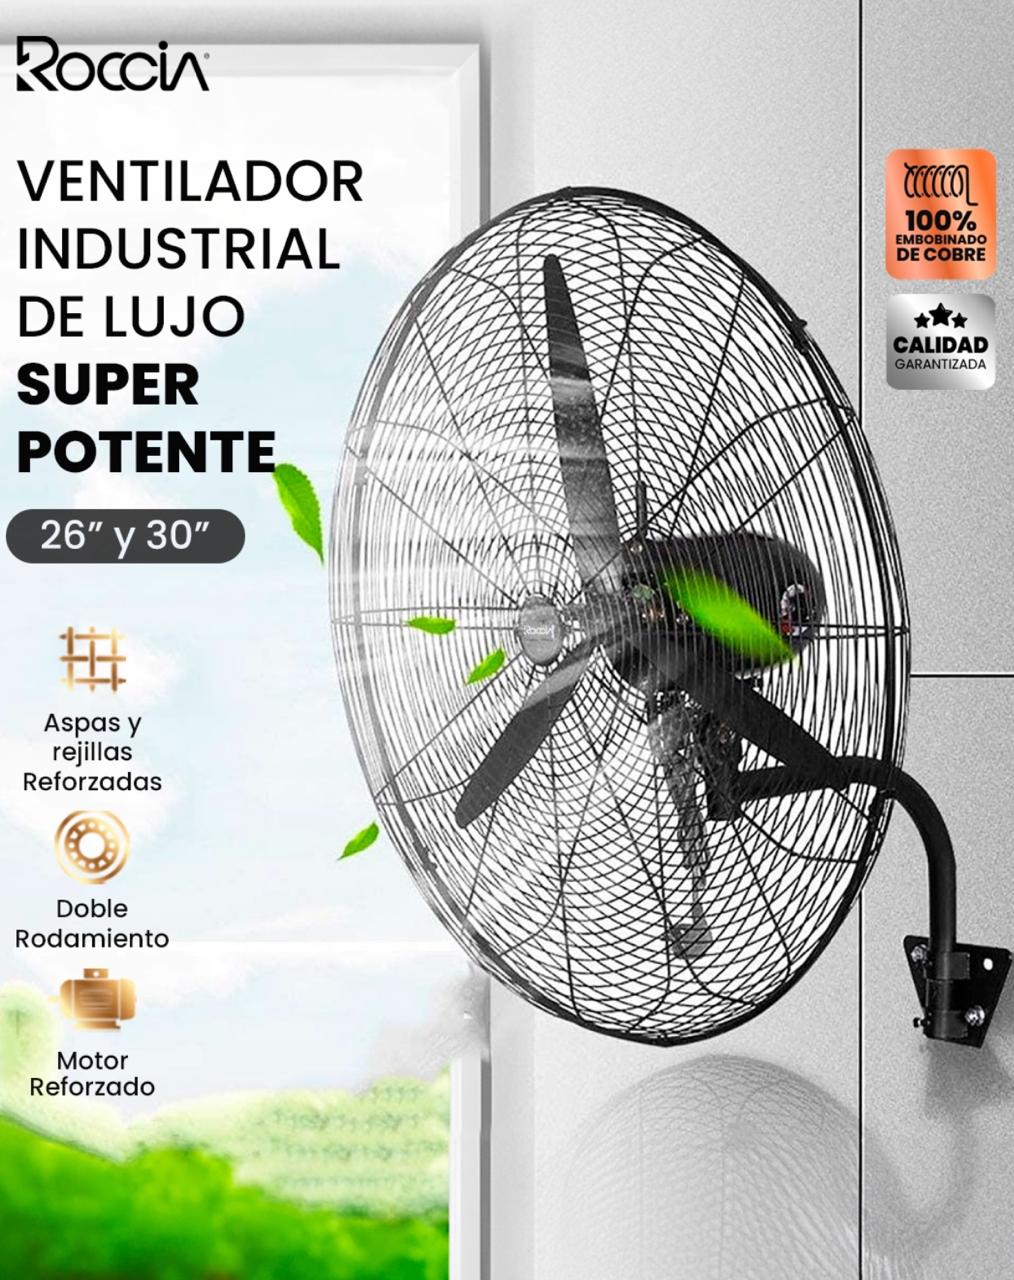 ROCCIA
VENTILADOR
INDUSTRIAL
DE LUJO
SUPER
POTENTE
26” y 30”
Aspas y
rejillas
Reforzadas
Doble
Rodamiento
Motor
Reforzado
100%
EMBOBINADO
DE COBRE
CALIDAD
GARANTIZADA
ROCCIA